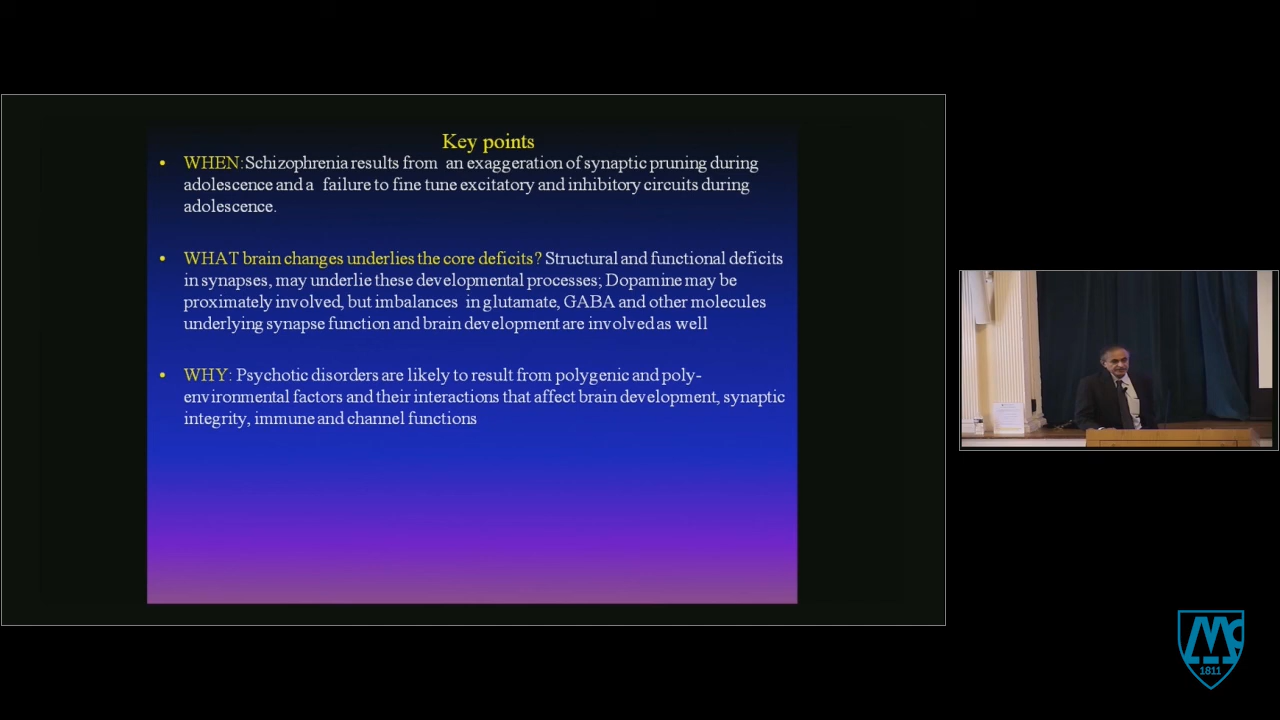 Key points
• WHEN: Schizophrenia results from an exaggeration of synaptic pruning during
adolescence and a failure to fine tune excitatory and inhibitory circuits during
adolescence.
• WHAT brain changes underlies the core deficits? Structural and functional deficits
in synapses, may underlie these developmental processes; Dopamine may be
proximately involved, but imbalances in glutamate, GABA and other molecules
underlying synapse function and brain development are involved as well
• WHY: Psychotic disorders are likely to result from polygenic and poly-
environmental factors and their interactions that affect brain development, synaptic
integrity, immune and channel functions
Mc
1811